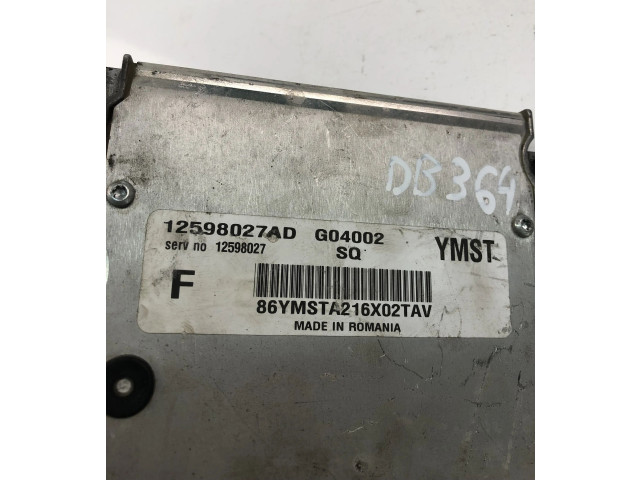 DB364
12598027AD G04002 YMST
serv no 12598027 SQ
F
86YMSTA216X02TAV
MADE IN ROMANIA